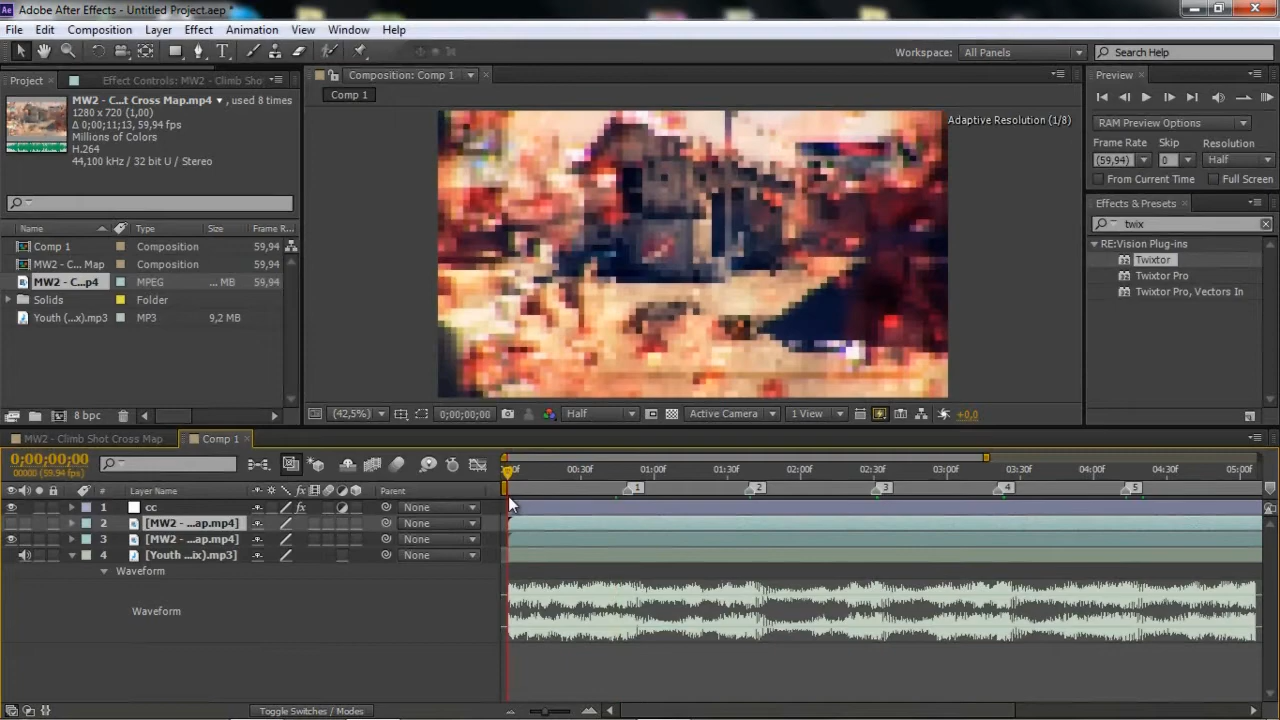 Adobe After Effects - Untitled Project.aep *
File Edit Composition Layer Effect Animation View Window Help
Workspace: All Panels Search Help
Project Effect Controls: MW2 - Climb Sho
MW2 - C...t Cross Map.mp4 , used 8 times
1280 x 720 (1,00)
Δ 0;00;11;13, 59,94 fps
Millions of Colors
H.264
44,100 kHz / 32 bit U / Stereo
Name Type Size Frame R...
Comp 1 Composition 59,94
MW2 - C... Map Composition 59,94
MW2 - C...p4 MPEG ... MB 59,94
Solids Folder
Youth (...x).mp3 MP3 9,2 MB
8 bpc
Composition: Comp 1
Comp 1
Adaptive Resolution (1/8)
(42,5%) 0;00;00;00 Half Active Camera 1 View +0,0
Preview
RAM Preview Options
Frame Rate Skip Resolution
(59,94) 0 Half
From Current Time Full Screen
Effects & Presets
twix
RE:Vision Plug-ins
Twixtor
Twixtor Pro
Twixtor Pro, Vectors In
MW2 - Climb Shot Cross Map Comp 1
0;00;00;00
00000 (59.94 fps)
00:30f 01:00f 01:30f 02:00f 02:30f 03:00f 03:30f 04:00f 04:30f 05:00f
1 2 3 4 5
# Layer Name Parent
1 cc None
2 [MW2 - ...ap.mp4] None
3 [MW2 - ...ap.mp4] None
4 [Youth ...ix).mp3] None
Waveform
Waveform
Toggle Switches / Modes